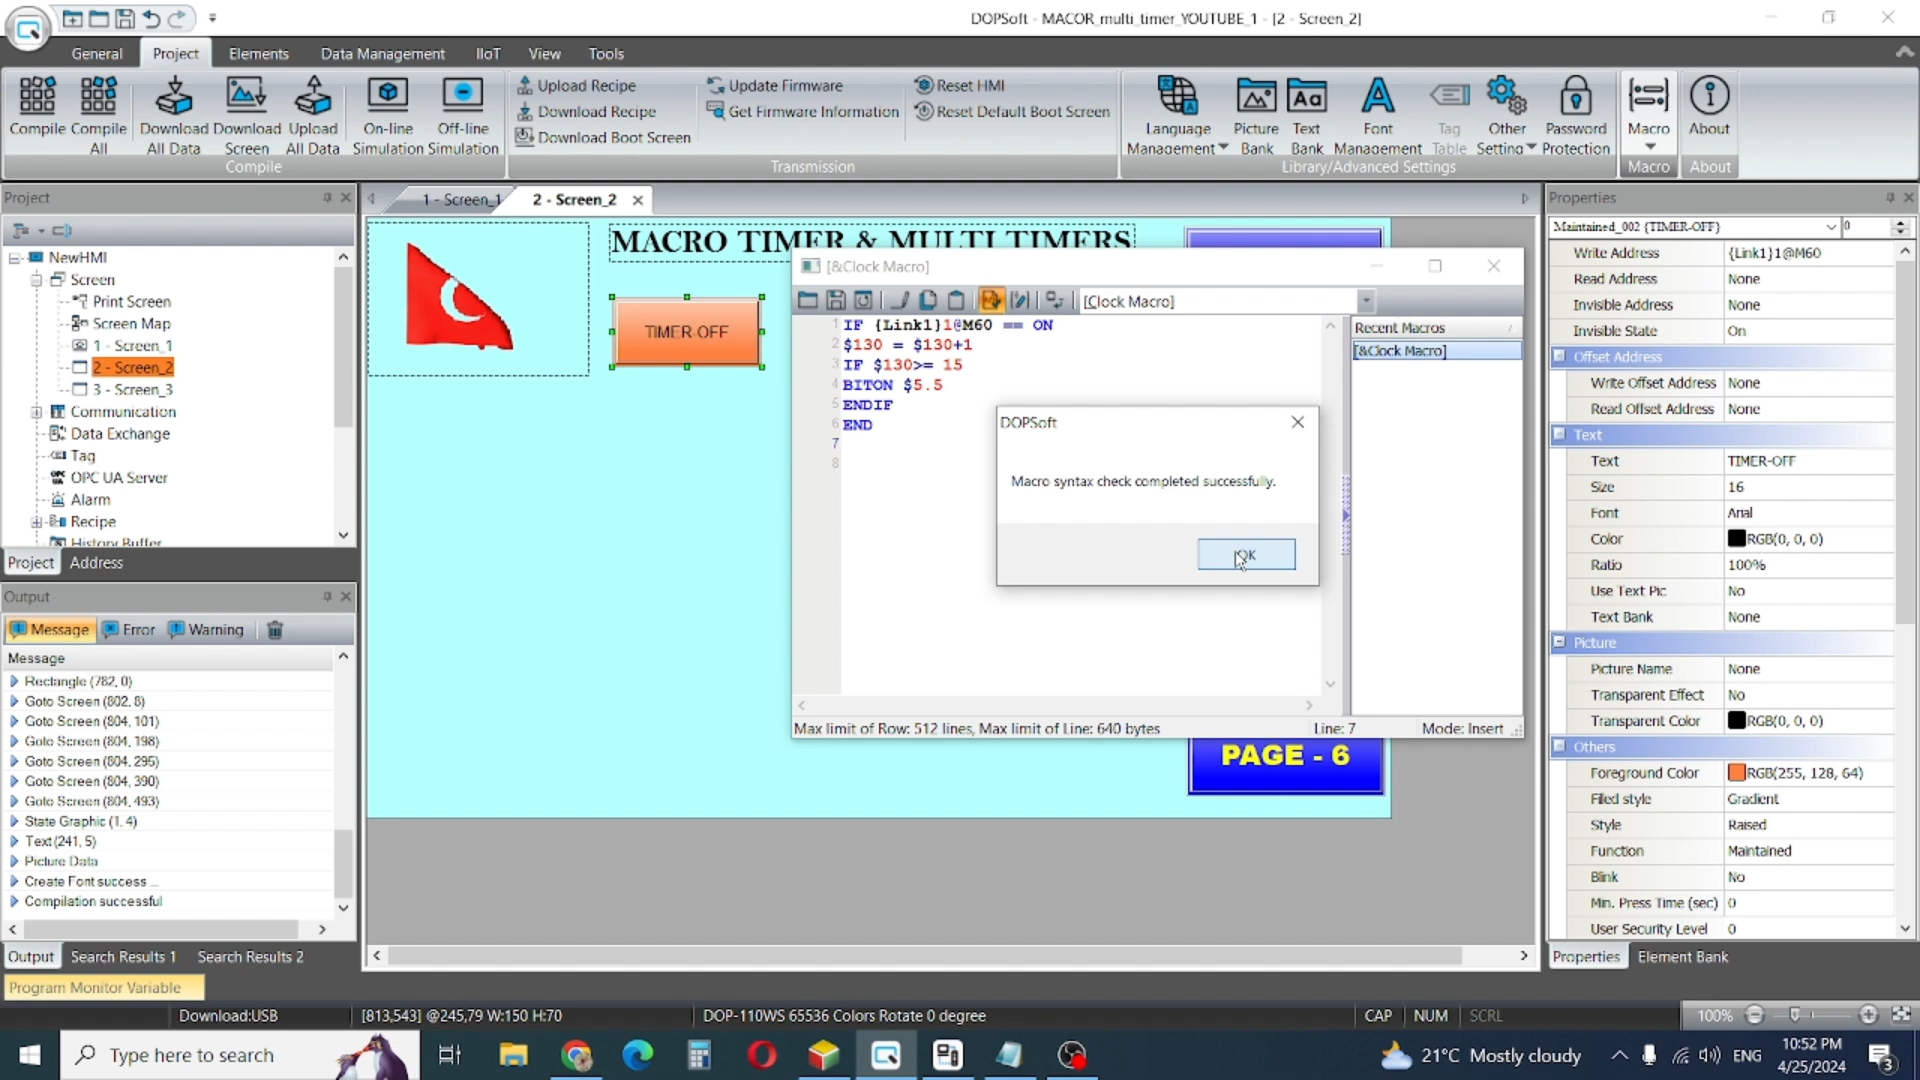 DOPSoft - MACOR_multi_timer_YOUTUBE_1 - [2 - Screen_2]
General Project Elements Data Management IIoT View Tools
Compile Compile All Download All Data Download Screen Upload All Data On-line Simulation Off-line Simulation
Compile
Upload Recipe
Download Recipe
Download Boot Screen
Update Firmware
Get Firmware Information
Reset HMI
Reset Default Boot Screen
Transmission
Language Management Picture Bank Text Bank Font Management Tag Table Other Setting Password Protection
Library/Advanced Settings
Macro
Macro
About
About
Project
NewHMI
Screen
Print Screen
Screen Map
1 - Screen_1
2 - Screen_2
3 - Screen_3
Communication
Data Exchange
Tag
OPC UA Server
Alarm
Recipe
History Buffer
Project Address
Output
Message Error Warning
Message
Rectangle (782, 0)
Goto Screen (802, 8)
Goto Screen (804, 101)
Goto Screen (804, 198)
Goto Screen (804, 295)
Goto Screen (804, 390)
Goto Screen (804, 493)
State Graphic (1, 4)
Text (241, 5)
Picture Data
Create Font success ...
Compilation successful
Output Search Results 1 Search Results 2
Program Monitor Variable
1 - Screen_1 2 - Screen_2
MACRO TIMER & MULTI TIMERS
TIMER-OFF
PAGE - 6
[&Clock Macro]
[Clock Macro]
1 IF {Link1}1@M60 == ON
2 $130 = $130+1
3 IF $130>= 15
4 BITON $5.5
5 ENDIF
6 END
7
8
Recent Macros
[&Clock Macro]
DOPSoft
Macro syntax check completed successfully.
OK
Max limit of Row: 512 lines, Max limit of Line: 640 bytes Line: 7 Mode: Insert
Properties
Maintained_002 {TIMER-OFF} 0
Write Address {Link1}1@M60
Read Address None
Invisible Address None
Invisible State On
Offset Address
Write Offset Address None
Read Offset Address None
Text
Text TIMER-OFF
Size 16
Font Arial
Color RGB(0, 0, 0)
Ratio 100%
Use Text Pic No
Text Bank None
Picture
Picture Name None
Transparent Effect No
Transparent Color RGB(0, 0, 0)
Others
Foreground Color RGB(255, 128, 64)
Filled style Gradient
Style Raised
Function Maintained
Blink No
Min. Press Time (sec) 0
User Security Level 0
Properties Element Bank
Download:USB [813,543] @245,79 W:150 H:70 DOP-110WS 65536 Colors Rotate 0 degree CAP NUM SCRL 100%
Type here to search
21°C Mostly cloudy ENG
10:52 PM
4/25/2024
3